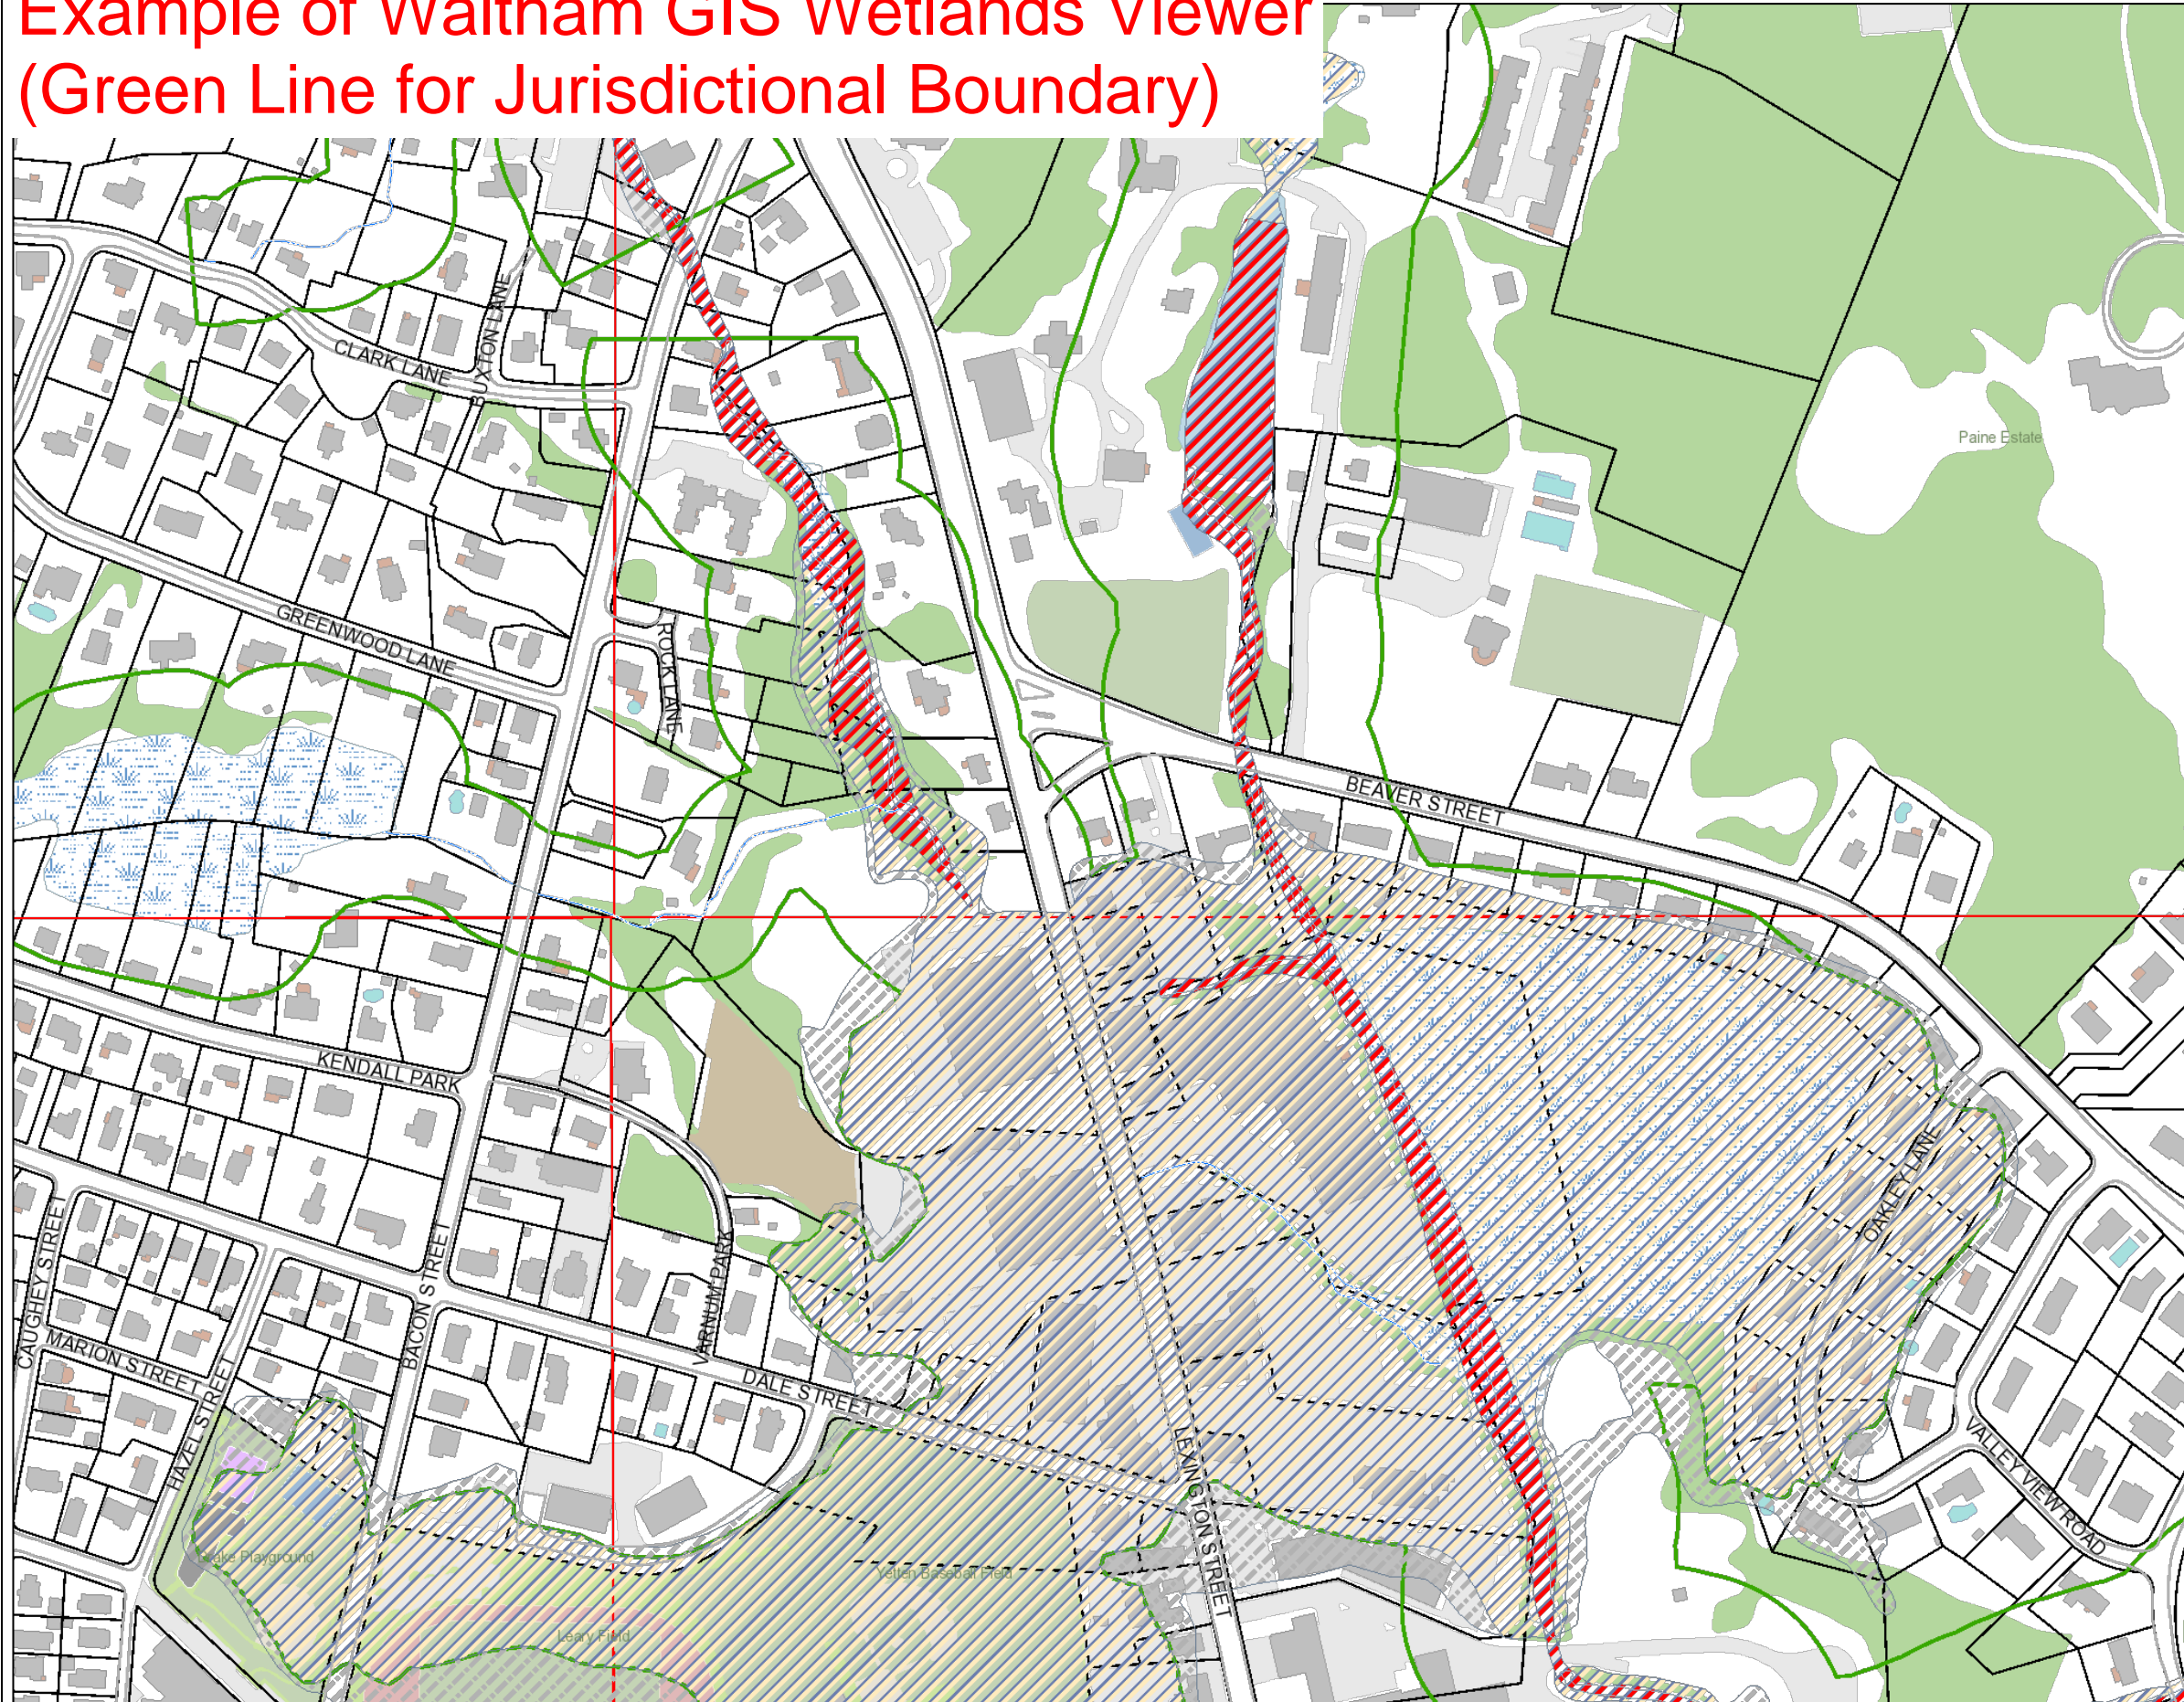 Example of Waltham GIS Wetlands Viewer
(Green Line for Jurisdictional Boundary)
CLARK LANE
BUXTON LANE
Paine Estate
GREENWOOD LANE
ROCK LANE
BEAVER STREET
KENDALL PARK
OAKLEY LANE
CAUGHEY STREET
MARION STREET
HAZEL STREET
BACON STREET
VARNUM PARK
DALE STREET
LEXINGTON STREET
VALLEY VIEW ROAD
Playground
Yetten Baseball Field
Leary Field